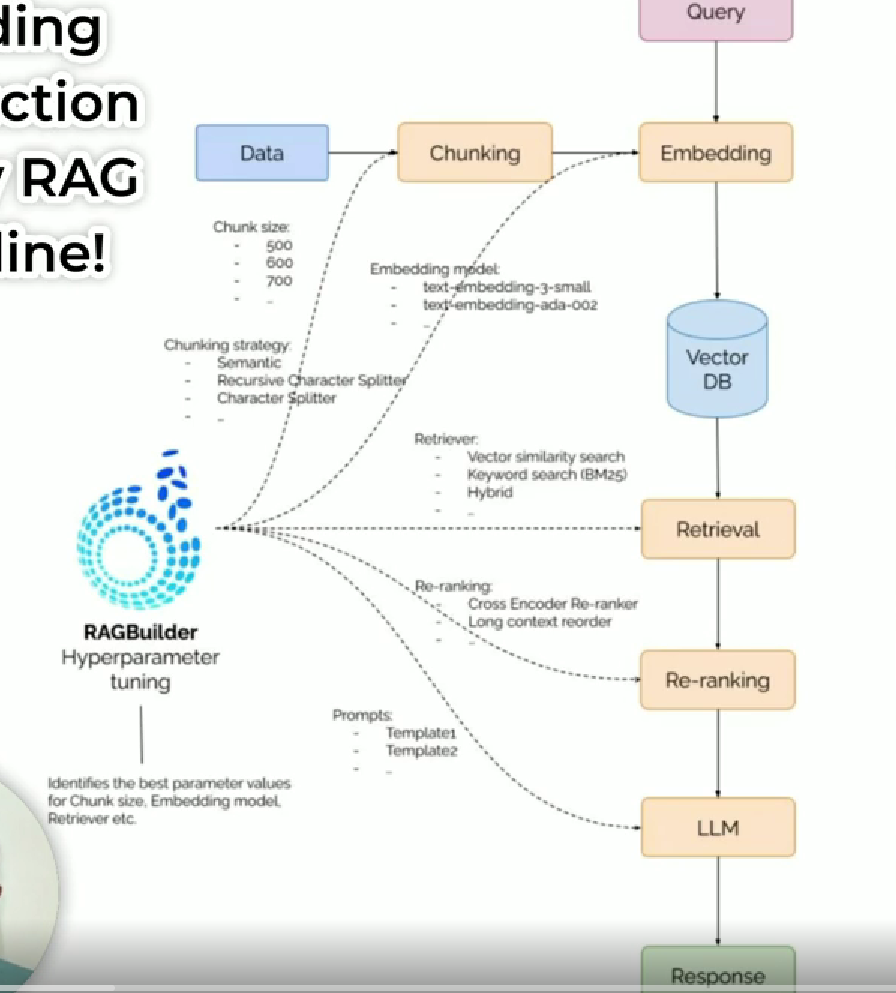 ding
ction
RAG
line!
Query
Data
Chunking
Embedding
Chunk size:
- 500
- 600
- 700
- ..
Embedding model:
- text-embedding-3-small
- text-embedding-ada-002
- ..
Chunking strategy:
- Semantic
- Recursive Character Splitter
- Character Splitter
- ..
Vector
DB
Retriever:
- Vector similarity search
- Keyword search (BM25)
- Hybrid
- ..
Retrieval
RAGBuilder
Hyperparameter
tuning
Re-ranking:
- Cross Encoder Re-ranker
- Long context reorder
- ..
Re-ranking
Prompts:
- Template1
- Template2
- ..
Identifies the best parameter values
for Chunk size, Embedding model,
Retriever etc.
LLM
Response